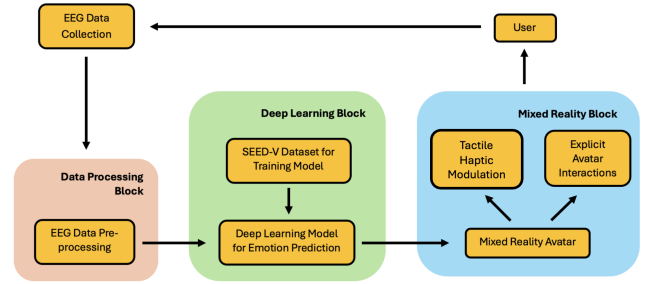 EEG Data
Collection
User
Deep Learning Block
Mixed Reality Block
SEED-V Dataset for
Training Model
Tactile
Haptic
Modulation
Explicit
Avatar
Interactions
Data Processing
Block
EEG Data Pre-
processing
Deep Learning Model
for Emotion Prediction
Mixed Reality Avatar